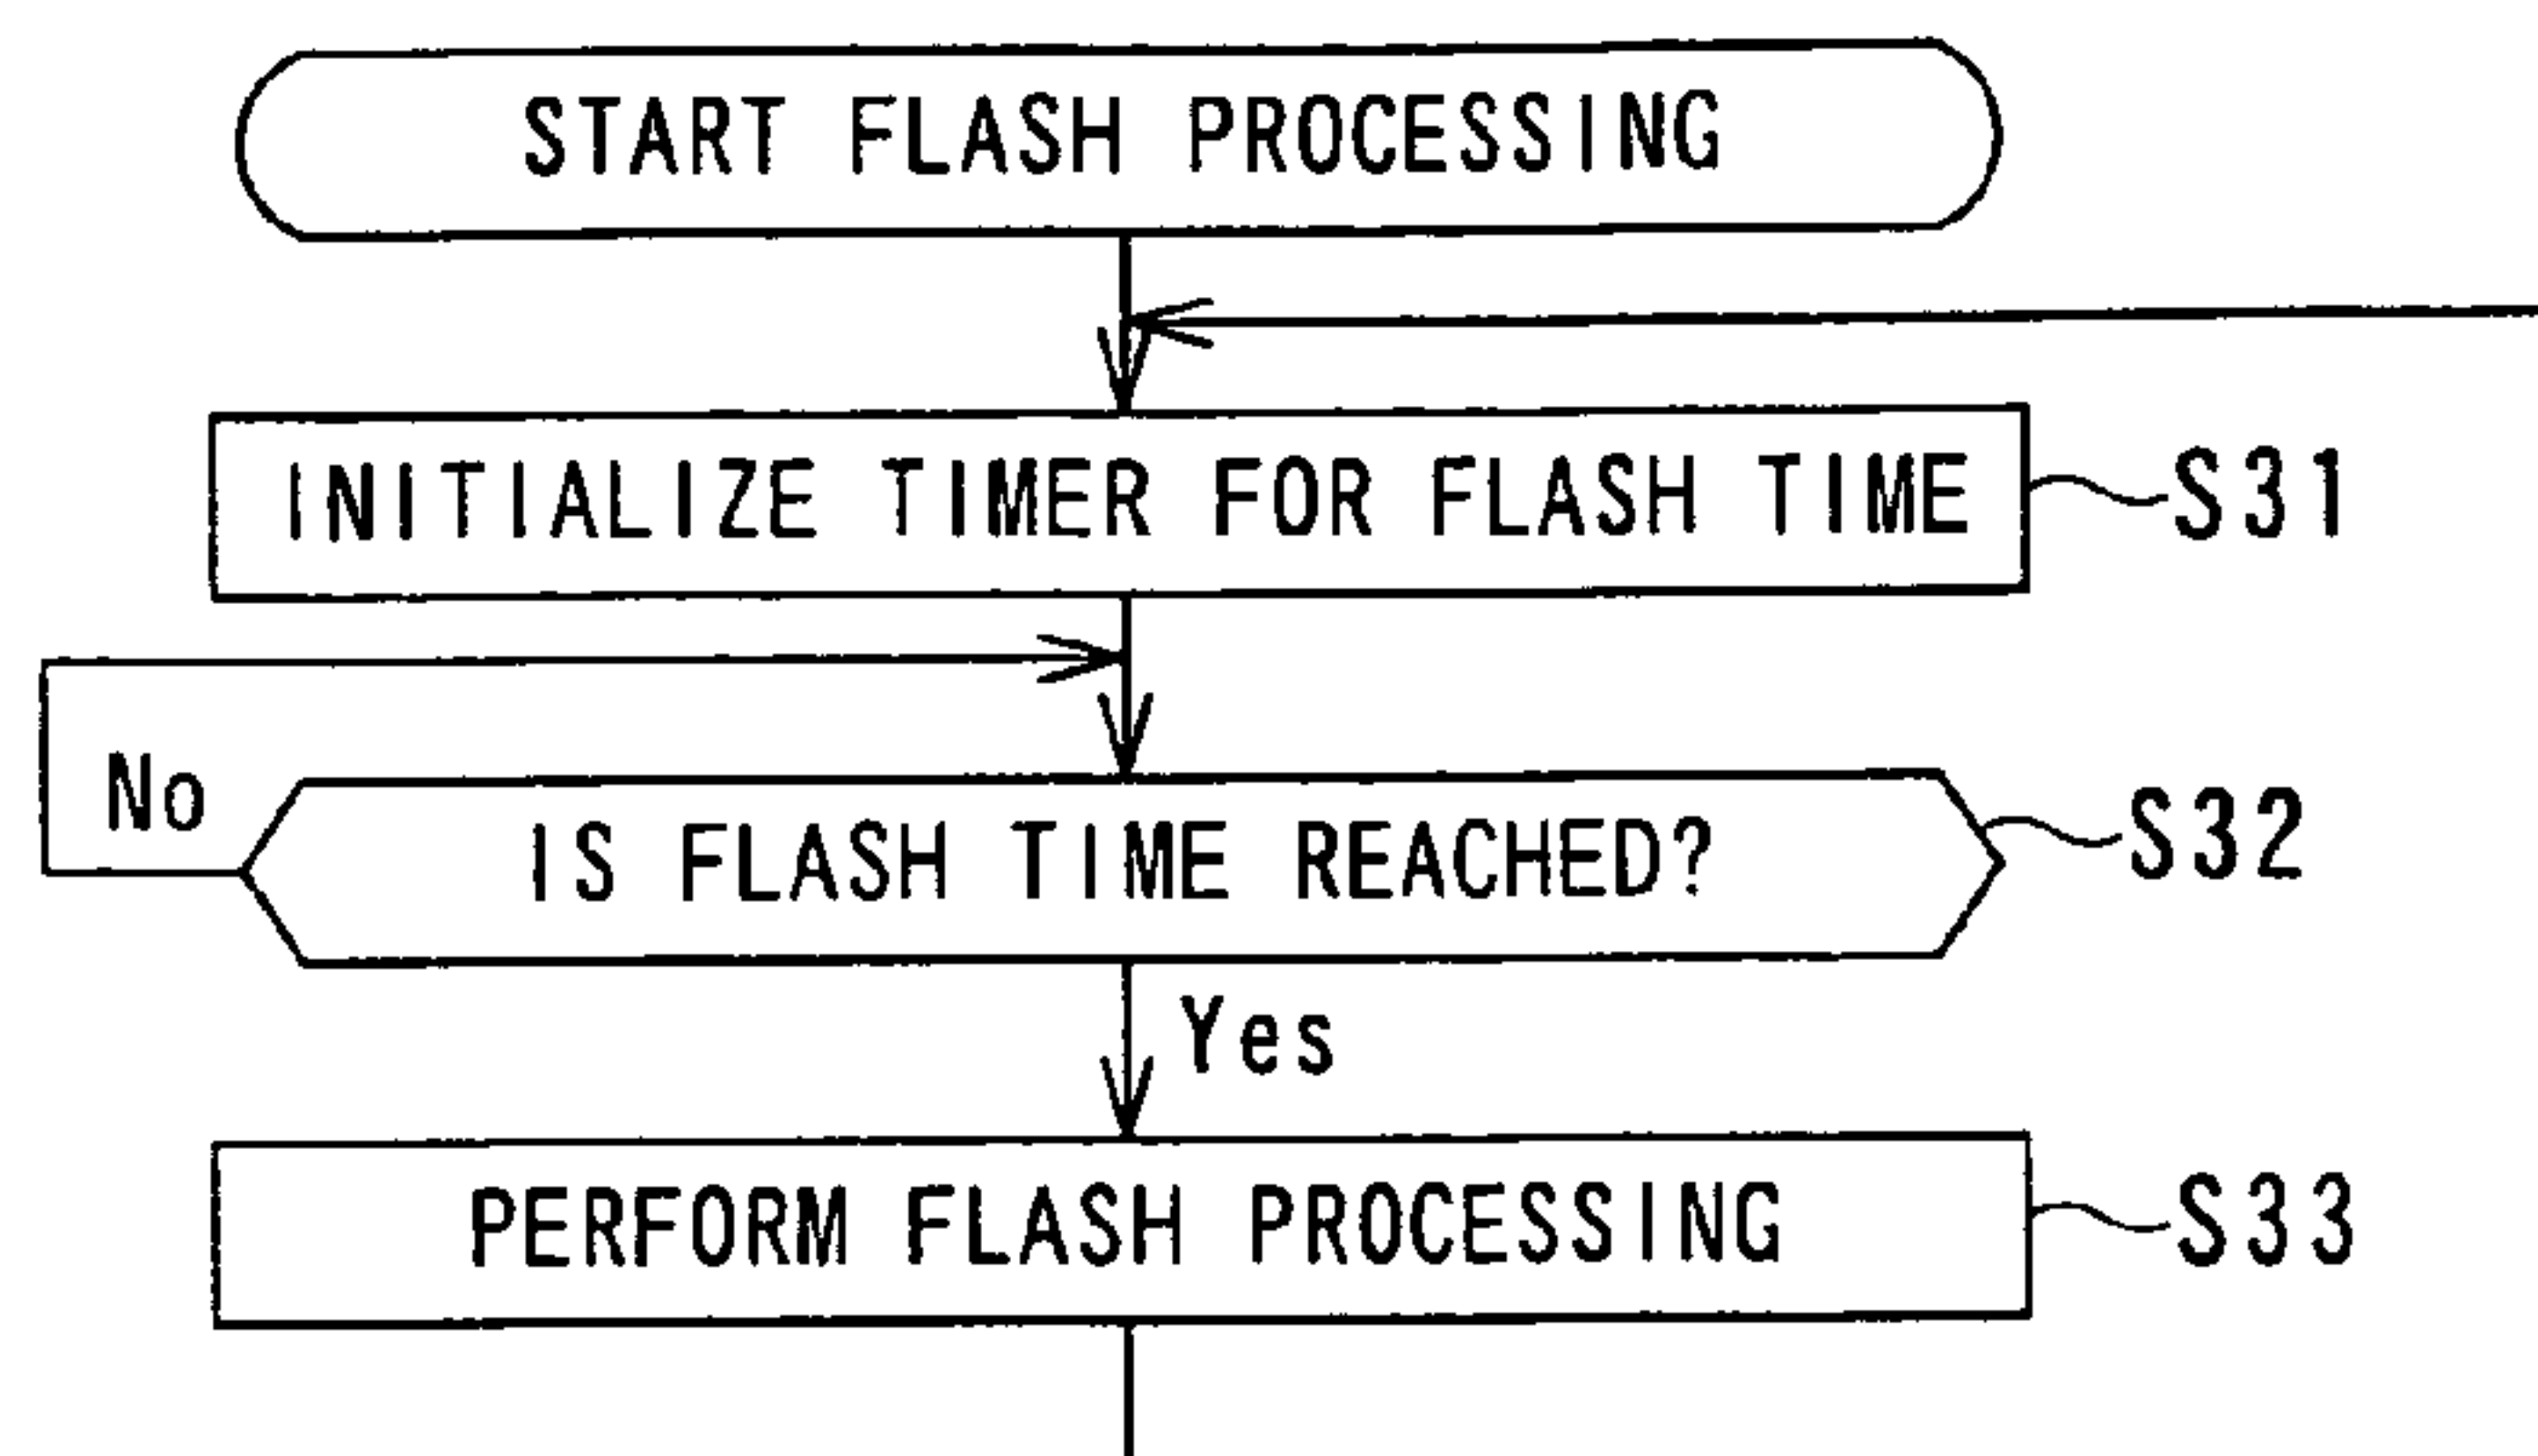 START FLASH PROCESSING
INITIALIZE TIMER FOR FLASH TIME
S31
No
IS FLASH TIME REACHED?
S32
Yes
PERFORM FLASH PROCESSING
S33